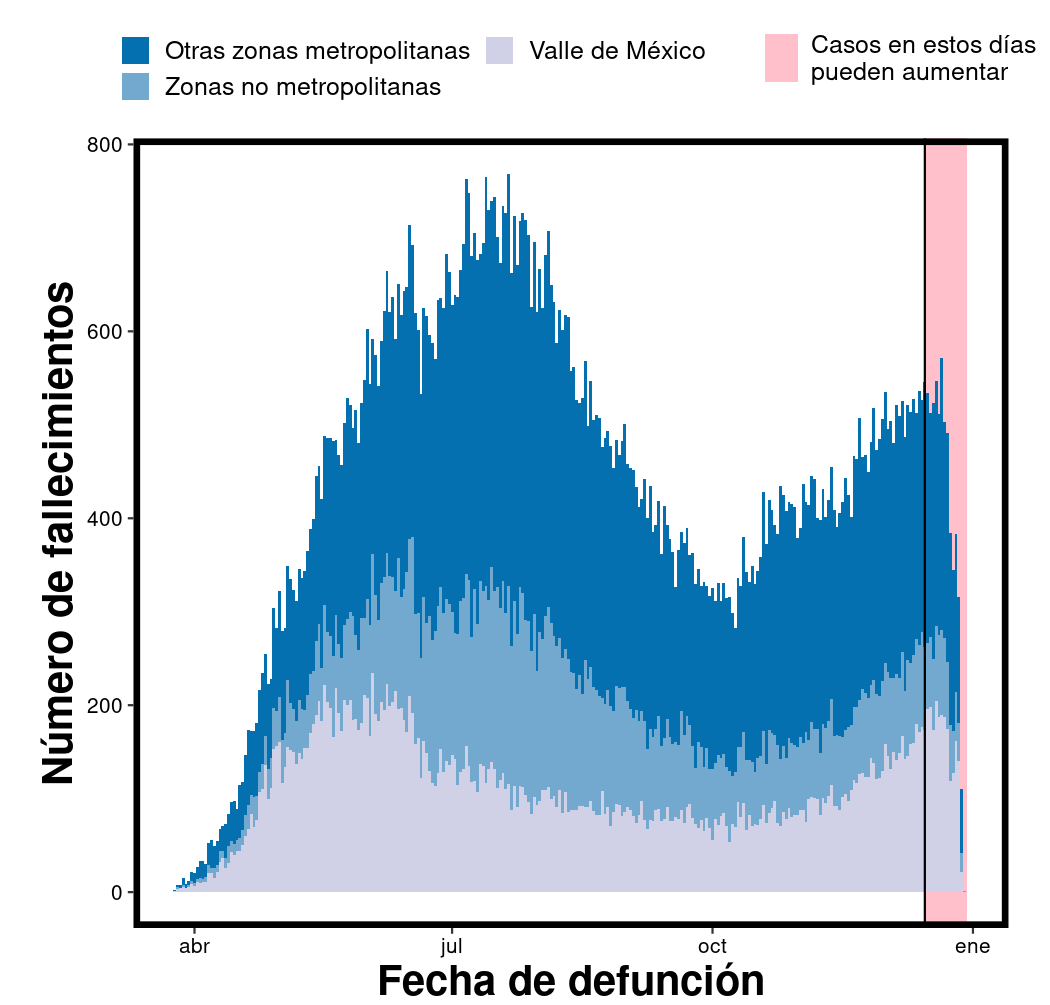 Otras zonas metropolitanas
Valle de México
Zonas no metropolitanas
Casos en estos días
pueden aumentar
800
600
400
200
0
Número de fallecimientos
abr
jul
oct
ene
Fecha de defunción